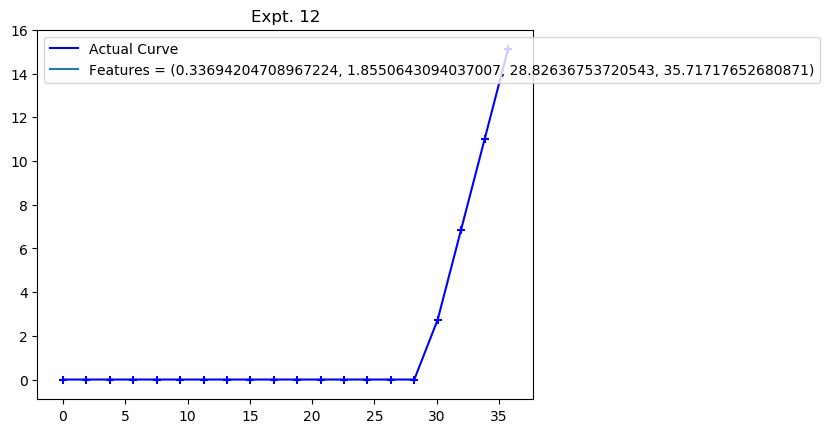 Expt. 12
Actual Curve
Features = (0.33694204708967224, 1.8550643094037007, 28.82636753720543, 35.71717652680871)
16
14
12
10
8
6
4
2
0
0 5 10 15 20 25 30 35